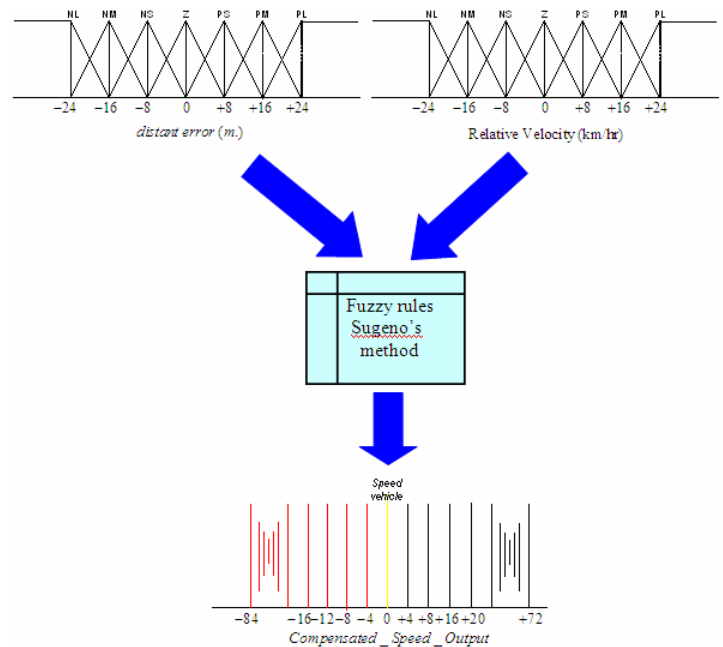 NL NM NS Z PS PM PL
−24 −16 −8 0 +8 +16 +24
distant error (m.)
NL NM NS Z PS PM PL
−24 −16 −8 0 +8 +16 +24
Relative Velocity (km/hr)
Fuzzy rules
Sugeno's
method
Speed
vehicle
−84 −16 −12 −8 −4 0 +4 +8 +16 +20 +72
Compensated _ Speed _ Output